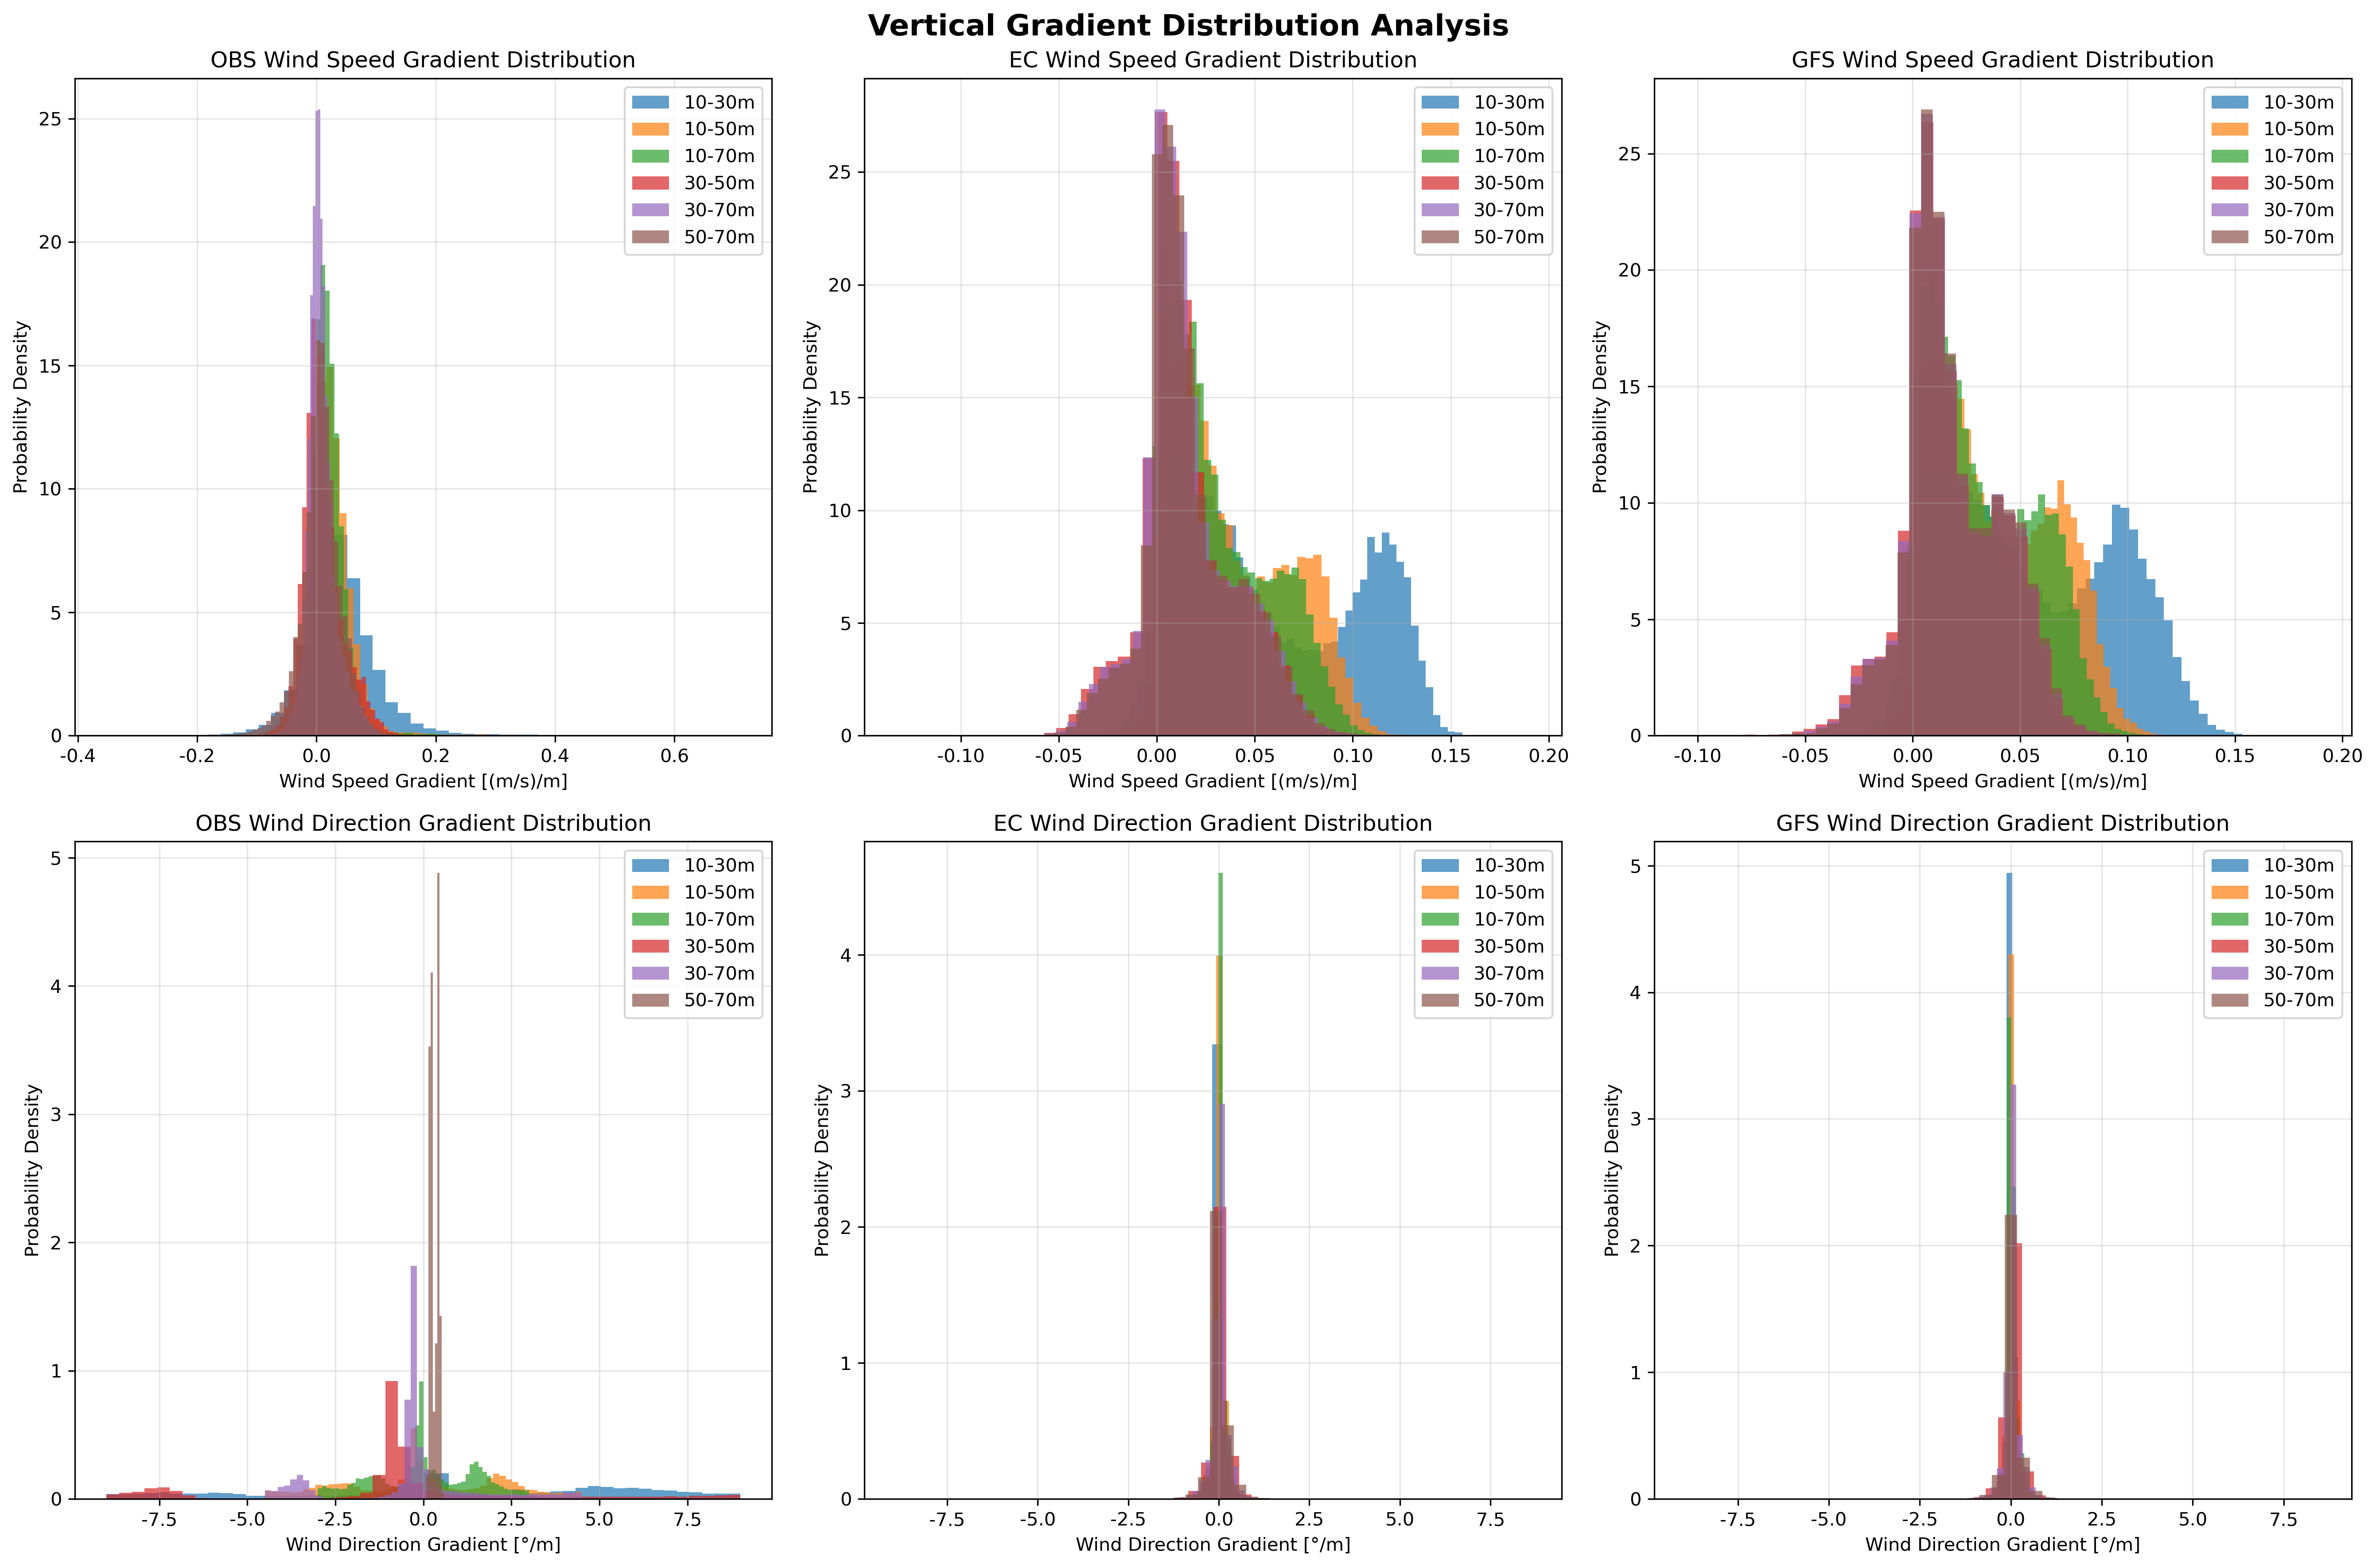 Vertical Gradient Distribution Analysis
OBS Wind Speed Gradient Distribution
25
20
15
10
5
0
Probability Density
-0.4 -0.2 0.0 0.2 0.4 0.6
Wind Speed Gradient [(m/s)/m]
10-30m
10-50m
10-70m
30-50m
30-70m
50-70m
EC Wind Speed Gradient Distribution
25
20
15
10
5
0
Probability Density
-0.10 -0.05 0.00 0.05 0.10 0.15 0.20
Wind Speed Gradient [(m/s)/m]
10-30m
10-50m
10-70m
30-50m
30-70m
50-70m
GFS Wind Speed Gradient Distribution
25
20
15
10
5
0
Probability Density
-0.10 -0.05 0.00 0.05 0.10 0.15 0.20
Wind Speed Gradient [(m/s)/m]
10-30m
10-50m
10-70m
30-50m
30-70m
50-70m
OBS Wind Direction Gradient Distribution
5
4
3
2
1
0
Probability Density
-7.5 -5.0 -2.5 0.0 2.5 5.0 7.5
Wind Direction Gradient [°/m]
10-30m
10-50m
10-70m
30-50m
30-70m
50-70m
EC Wind Direction Gradient Distribution
4
3
2
1
0
Probability Density
-7.5 -5.0 -2.5 0.0 2.5 5.0 7.5
Wind Direction Gradient [°/m]
10-30m
10-50m
10-70m
30-50m
30-70m
50-70m
GFS Wind Direction Gradient Distribution
5
4
3
2
1
0
Probability Density
-7.5 -5.0 -2.5 0.0 2.5 5.0 7.5
Wind Direction Gradient [°/m]
10-30m
10-50m
10-70m
30-50m
30-70m
50-70m